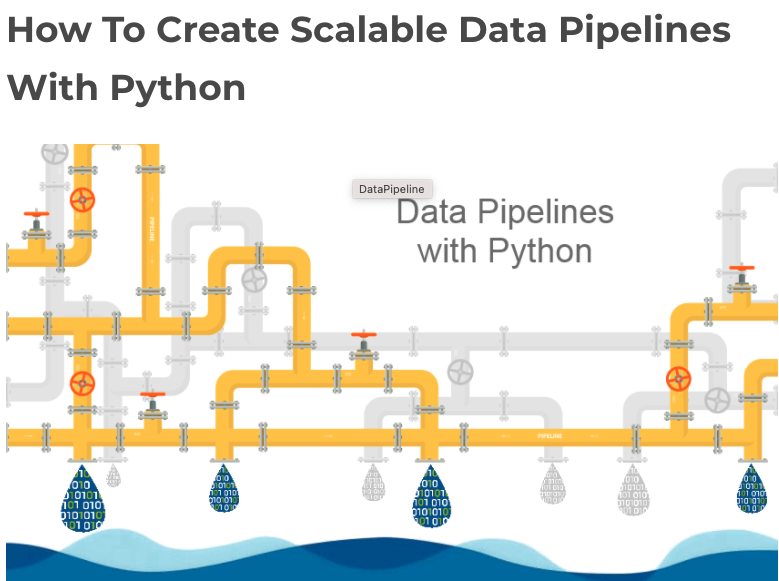 How To Create Scalable Data Pipelines
With Python
DataPipeline
Data Pipelines
with Python
PIPELINE
PIPELINE